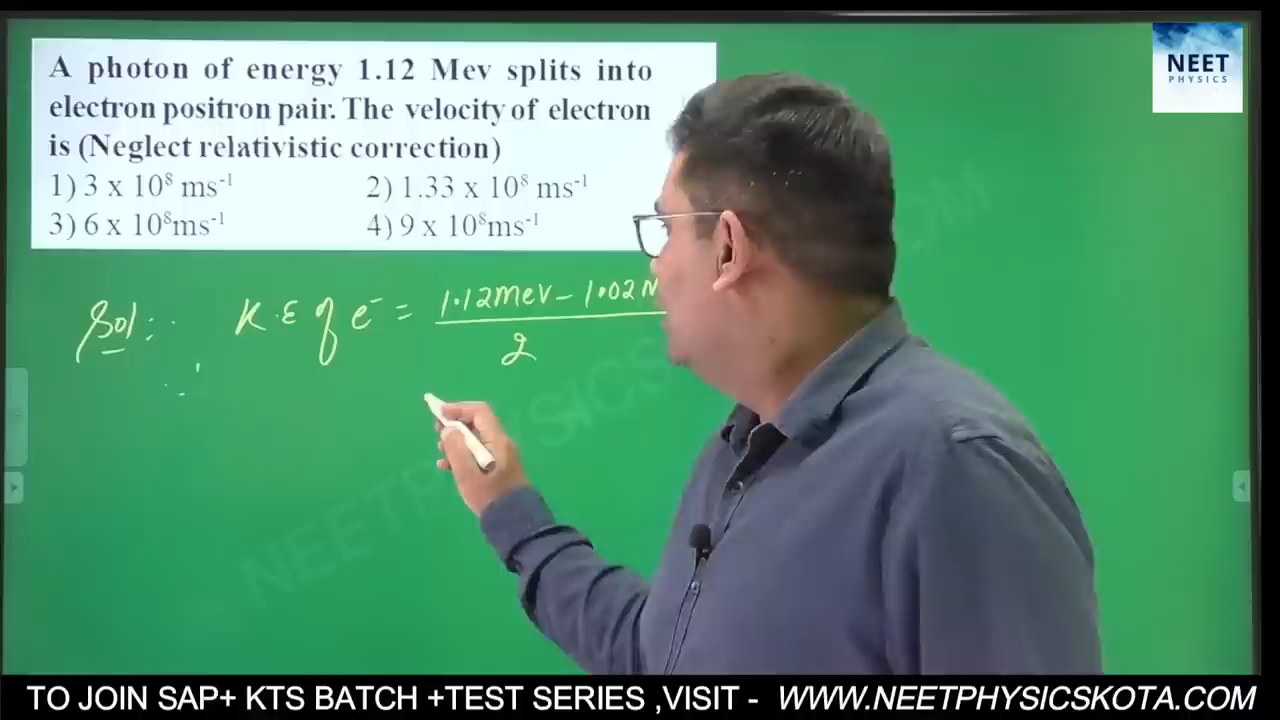 A photon of energy 1.12 Mev splits into
electron positron pair. The velocity of electron
is (Neglect relativistic correction)
1) 3 x 10⁸ ms⁻¹ 2) 1.33 x 10⁸ ms⁻¹
3) 6 x 10⁸ms⁻¹ 4) 9 x 10⁸ms⁻¹
NEET
PHYSICS
Sol :
K.E of e⁻ = 1.12mev - 1.02M
2
TO JOIN SAP+ KTS BATCH +TEST SERIES ,VISIT - WWW.NEETPHYSICSKOTA.COM